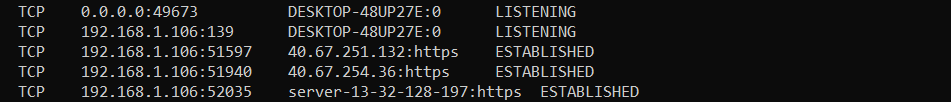 TCP    0.0.0.0:49673          DESKTOP-48UP27E:0      LISTENING
TCP    192.168.1.106:139      DESKTOP-48UP27E:0      LISTENING
TCP    192.168.1.106:51597    40.67.251.132:https    ESTABLISHED
TCP    192.168.1.106:51940    40.67.254.36:https     ESTABLISHED
TCP    192.168.1.106:52035    server-13-32-128-197:https  ESTABLISHED